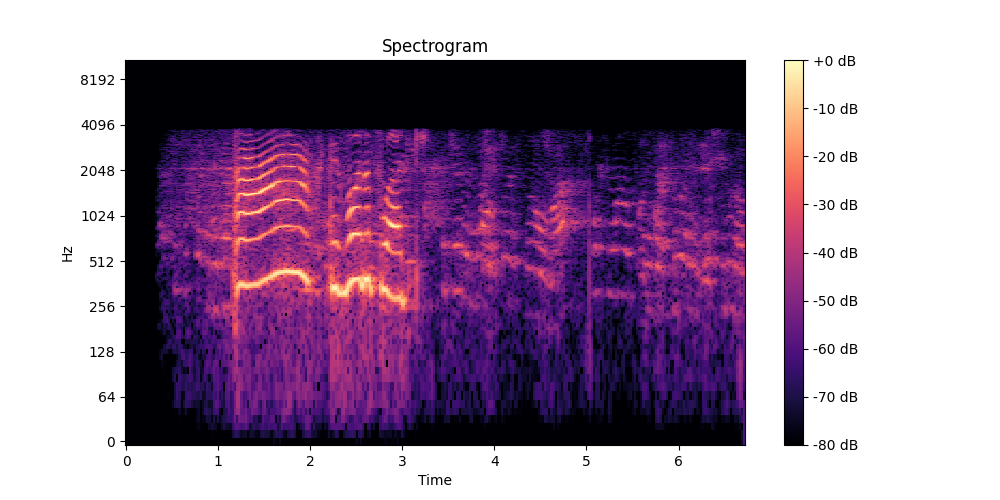 Spectrogram
8192
4096
2048
1024
512
256
128
64
0
Hz
0 1 2 3 4 5 6
Time
+0 dB
-10 dB
-20 dB
-30 dB
-40 dB
-50 dB
-60 dB
-70 dB
-80 dB